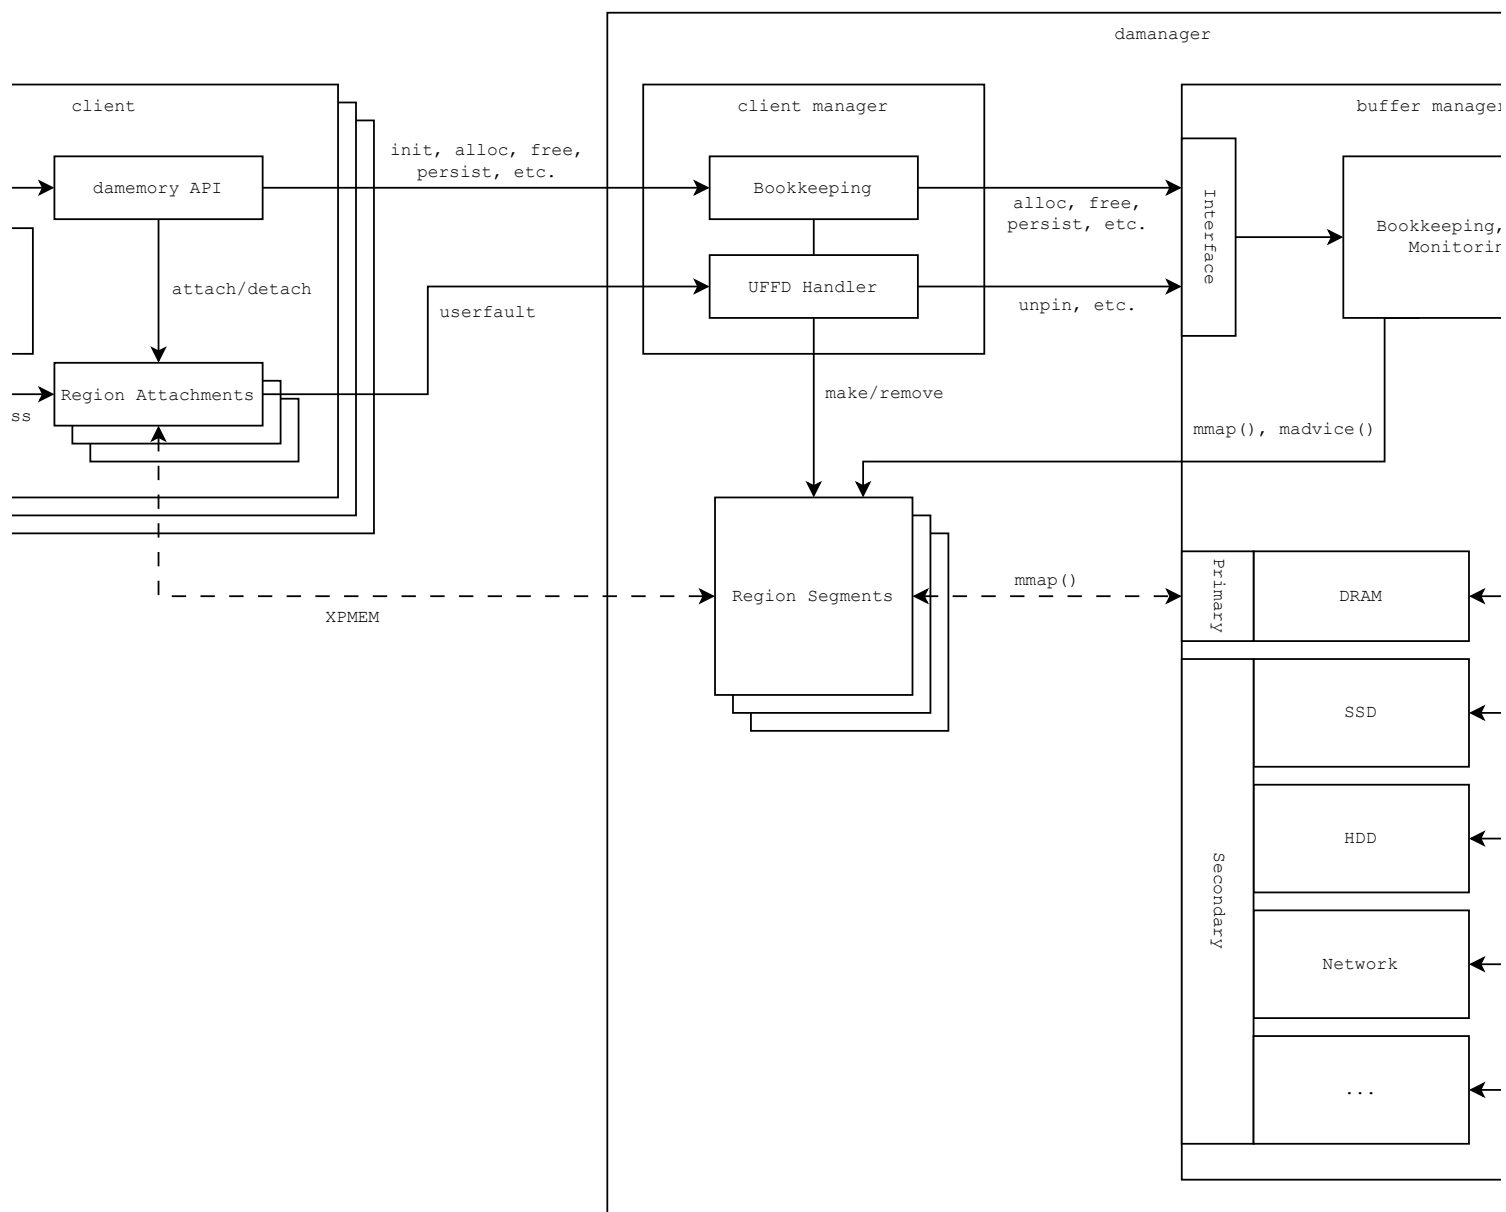 damanager
client
client manager
buffer manager
init, alloc, free,
persist, etc.
damemory API
Bookkeeping
alloc, free,
persist, etc.
Interface
Bookkeeping,
Monitorin
attach/detach
userfault
UFFD Handler
unpin, etc.
Region Attachments
ss
make/remove
mmap(), madvice()
XPMEM
Region Segments
mmap()
Primary
DRAM
SSD
HDD
Secondary
Network
...